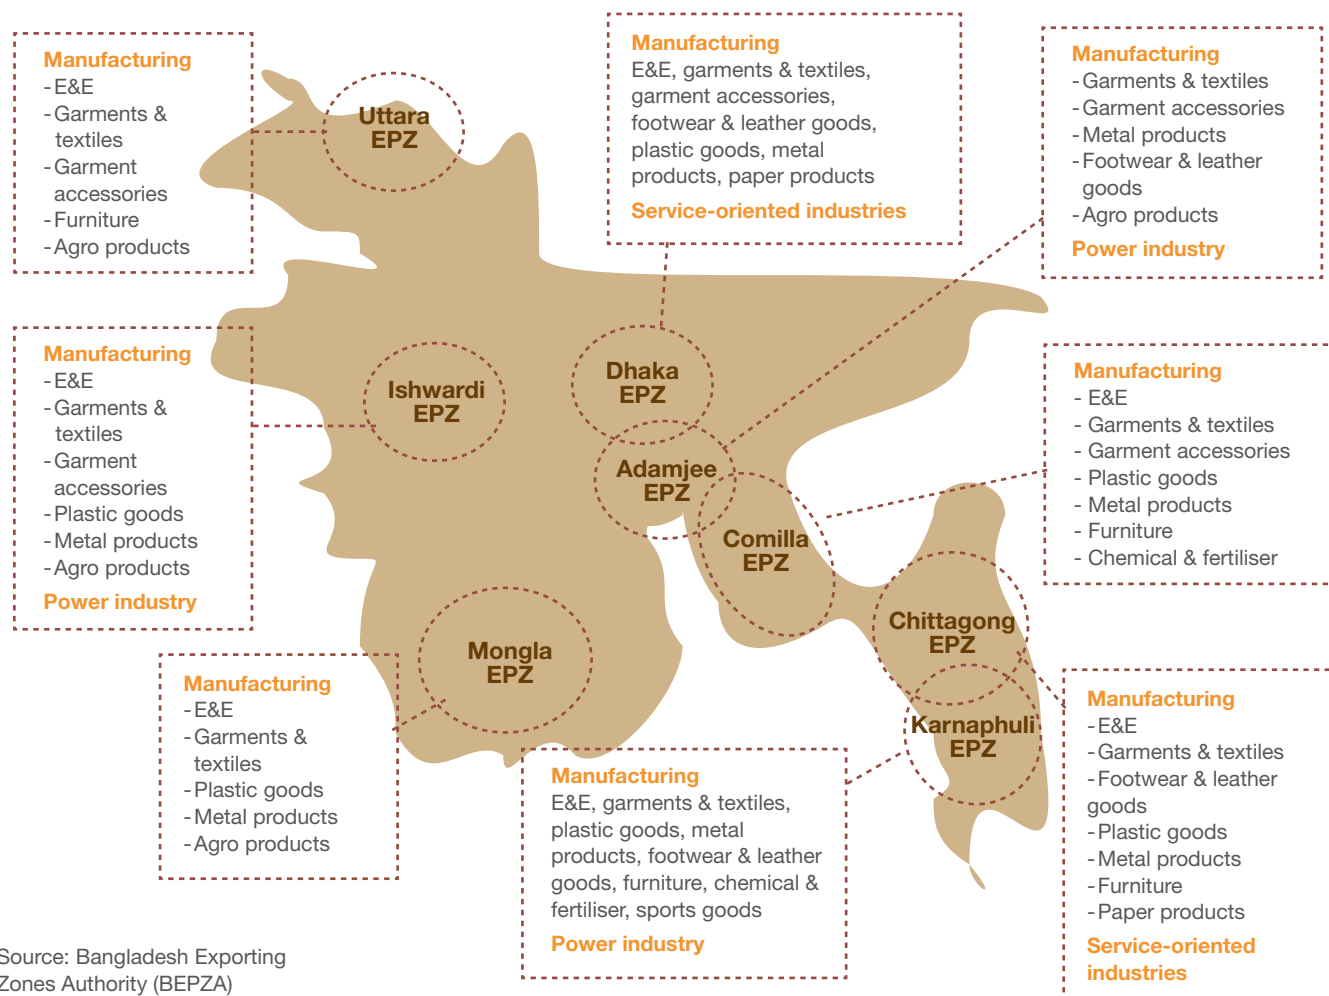 Manufacturing
-E&E
-Garments &
textiles
-Garment
accessories
-Furniture
-Agro products
Uttara
EPZ
Manufacturing
E&E, garments & textiles,
garment accessories,
footwear & leather goods,
plastic goods, metal
products, paper products
Service-oriented industries
Manufacturing
-Garments & textiles
-Garment accessories
-Metal products
-Footwear & leather
goods
-Agro products
Power industry
Manufacturing
-E&E
-Garments &
textiles
-Garment
accessories
-Plastic goods
-Metal products
-Agro products
Power industry
Ishwardi
EPZ
Dhaka
EPZ
Adamjee
EPZ
Comilla
EPZ
Manufacturing
- E&E
- Garments & textiles
- Garment accessories
- Plastic goods
- Metal products
- Furniture
- Chemical & fertiliser
Chittagong
EPZ
Mongla
EPZ
Karnaphuli
EPZ
Manufacturing
-E&E
-Garments &
textiles
-Plastic goods
-Metal products
-Agro products
Manufacturing
E&E, garments & textiles,
plastic goods, metal
products, footwear & leather
goods, furniture, chemical &
fertiliser, sports goods
Power industry
Manufacturing
-E&E
-Garments & textiles
-Footwear & leather
goods
-Plastic goods
-Metal products
-Furniture
-Paper products
Service-oriented
industries
Source: Bangladesh Exporting
Zones Authority (BEPZA)